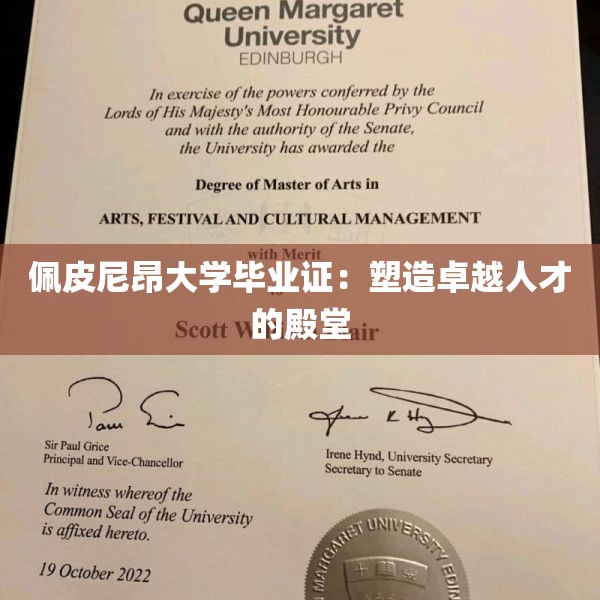 Queen Margaret
University
EDINBURGH
In exercise of the powers conferred by the
Lords of His Majesty's Most Honourable Privy Council
and with the authority of the Senate,
the University has awarded the
Degree of Master of Arts in
ARTS, FESTIVAL AND CULTURAL MANAGEMENT
with Merit
to
佩皮尼昂大学毕业证：塑造卓越人才
的殿堂
Scott
Sir Paul Grice
Principal and Vice-Chancellor
Irene Hynd, University Secretary
Secretary to Senate
In witness whereof the
Common Seal of the University
is affixed hereto.
19 October 2022
MARGARET UNIVERSITY EDIN